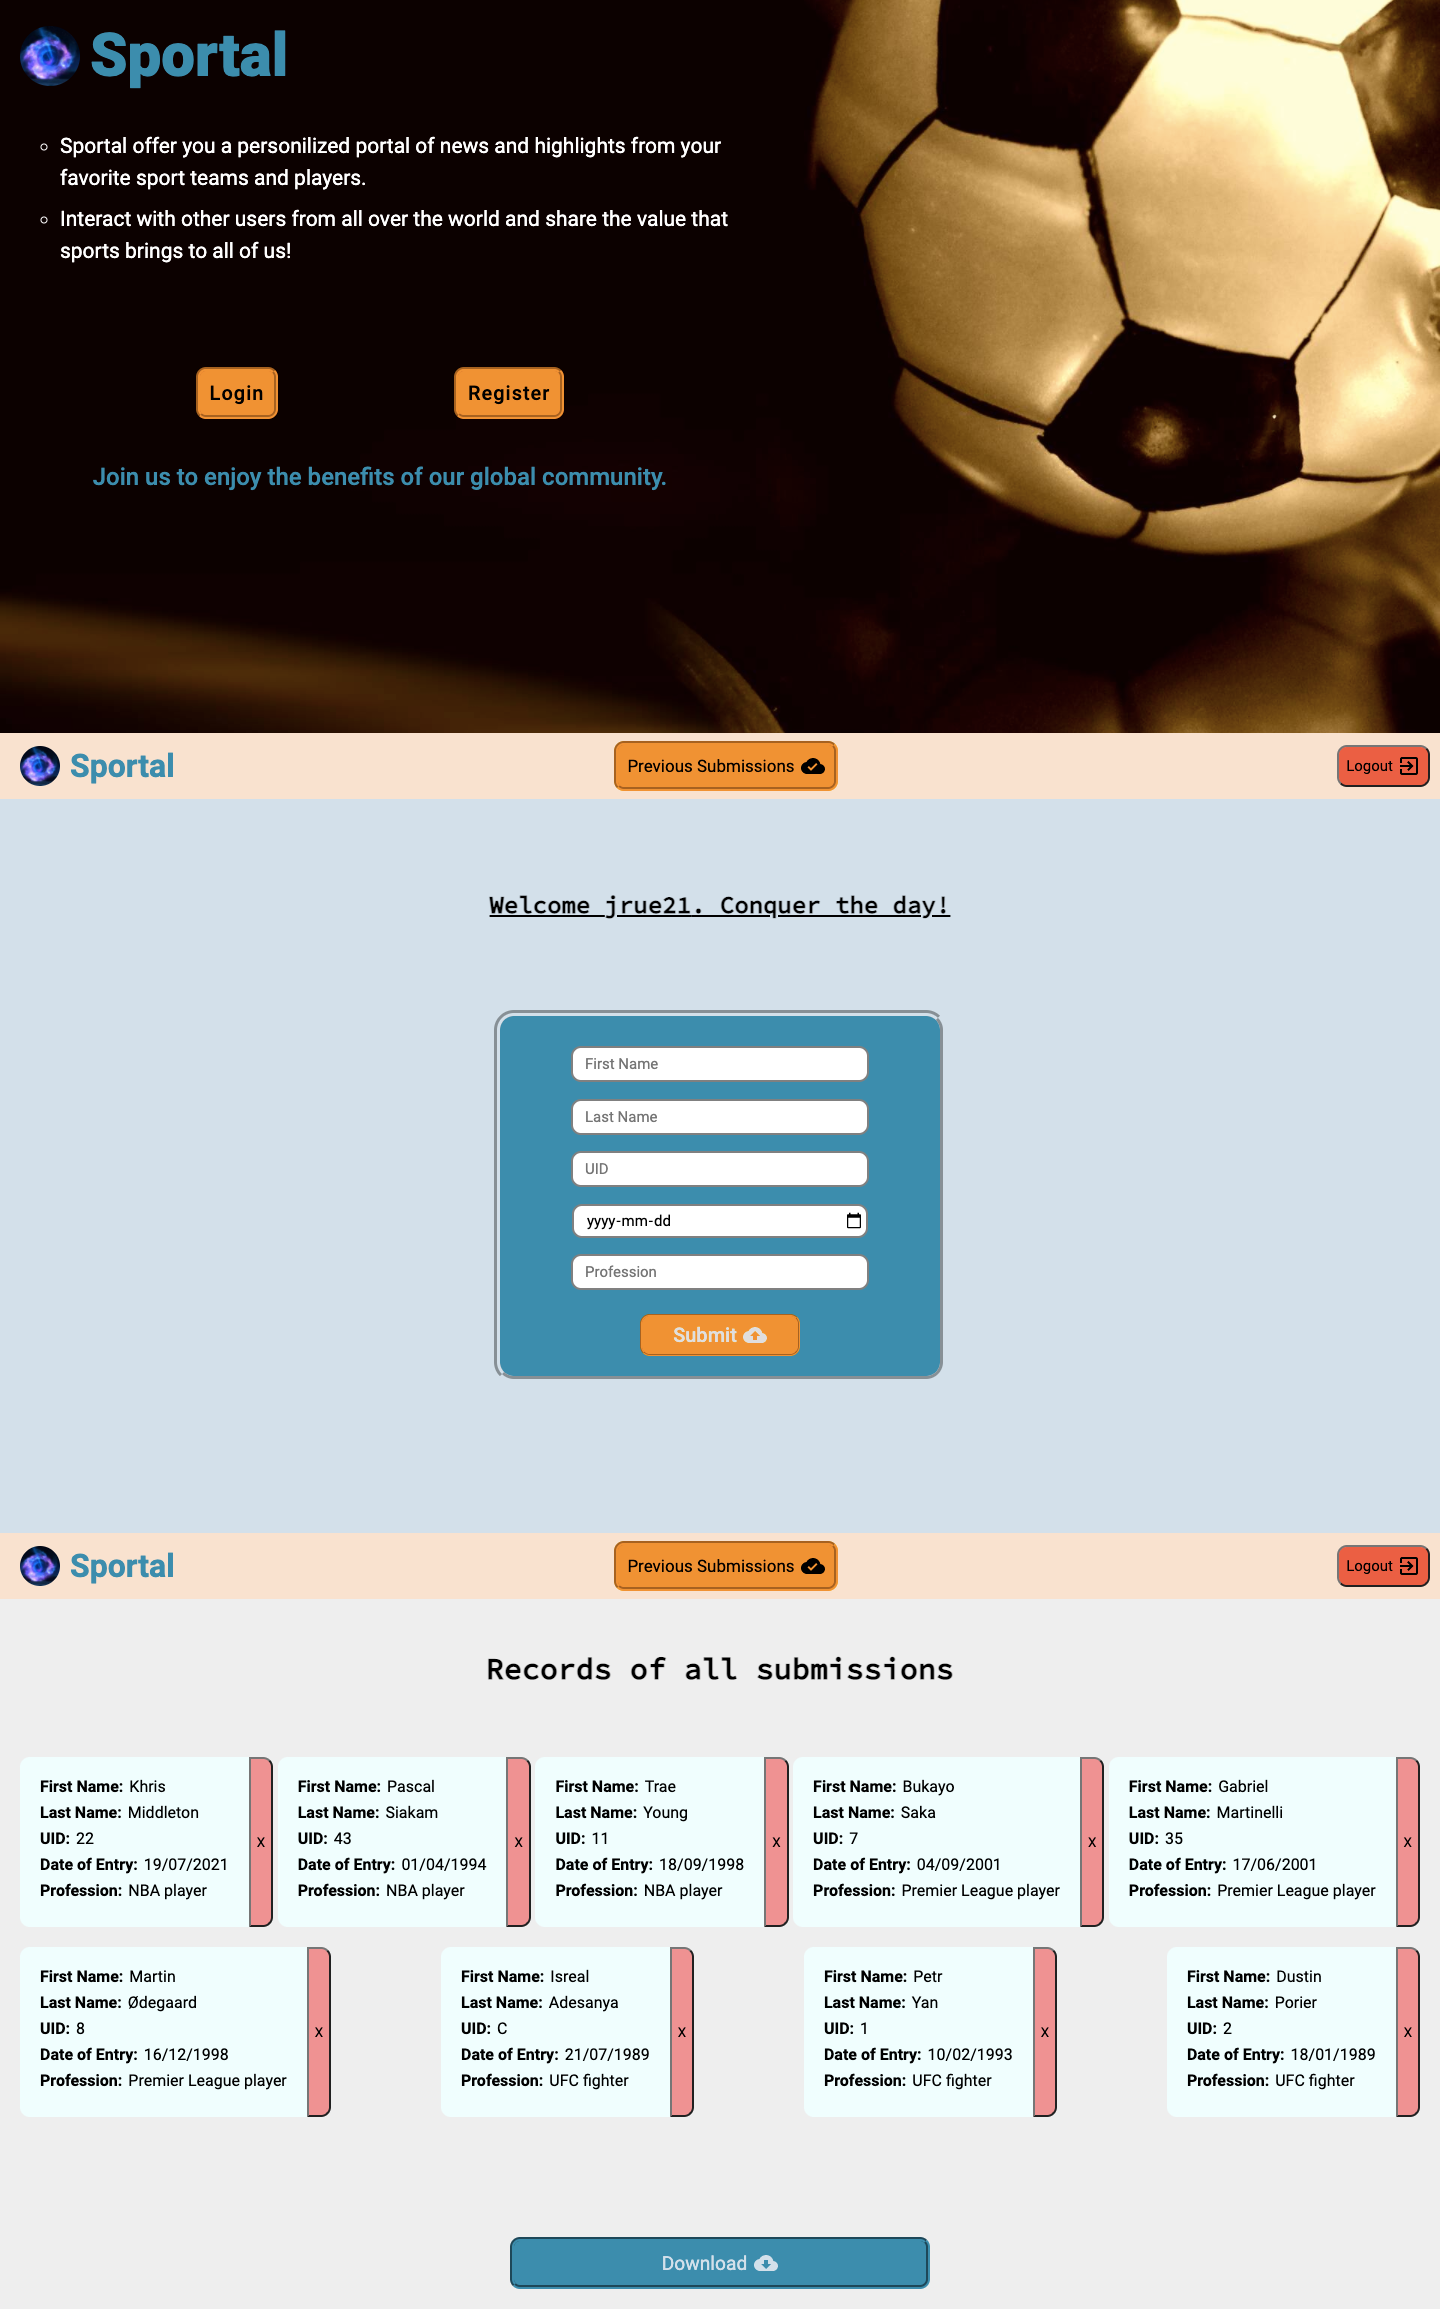 Sportal
Sportal offer you a personilized portal of news and highlights from your
favorite sport teams and players.
Interact with other users from all over the world and share the value that
sports brings to all of us!
Login
Register
Join us to enjoy the benefits of our global community.
Sportal
Previous Submissions
Logout
Welcome jrue21. Conquer the day!
First Name
Last Name
UID
yyyy-mm-dd
Profession
Submit
Sportal
Previous Submissions
Logout
Records of all submissions
First Name: Khris
Last Name: Middleton
UID: 22
Date of Entry: 19/07/2021
Profession: NBA player
x
First Name: Pascal
Last Name: Siakam
UID: 43
Date of Entry: 01/04/1994
Profession: NBA player
x
First Name: Trae
Last Name: Young
UID: 11
Date of Entry: 18/09/1998
Profession: NBA player
x
First Name: Bukayo
Last Name: Saka
UID: 7
Date of Entry: 04/09/2001
Profession: Premier League player
x
First Name: Gabriel
Last Name: Martinelli
UID: 35
Date of Entry: 17/06/2001
Profession: Premier League player
x
First Name: Martin
Last Name: Ødegaard
UID: 8
Date of Entry: 16/12/1998
Profession: Premier League player
x
First Name: Isreal
Last Name: Adesanya
UID: C
Date of Entry: 21/07/1989
Profession: UFC fighter
x
First Name: Petr
Last Name: Yan
UID: 1
Date of Entry: 10/02/1993
Profession: UFC fighter
x
First Name: Dustin
Last Name: Porier
UID: 2
Date of Entry: 18/01/1989
Profession: UFC fighter
x
Download